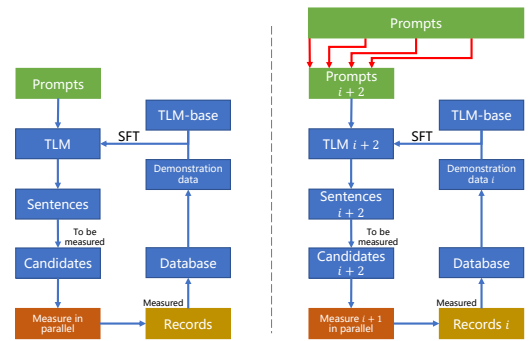 Prompts
TLM-base
SFT
TLM
Demonstration
data
Sentences
To be
measured
Candidates
Database
Measured
Measure in
parallel
Records
Prompts
Prompts
i + 2
TLM-base
SFT
TLM i + 2
Demonstration
data i
Sentences
i + 2
To be
measured
Candidates
i + 2
Database
Measured
Measure i + 1
in parallel
Records i